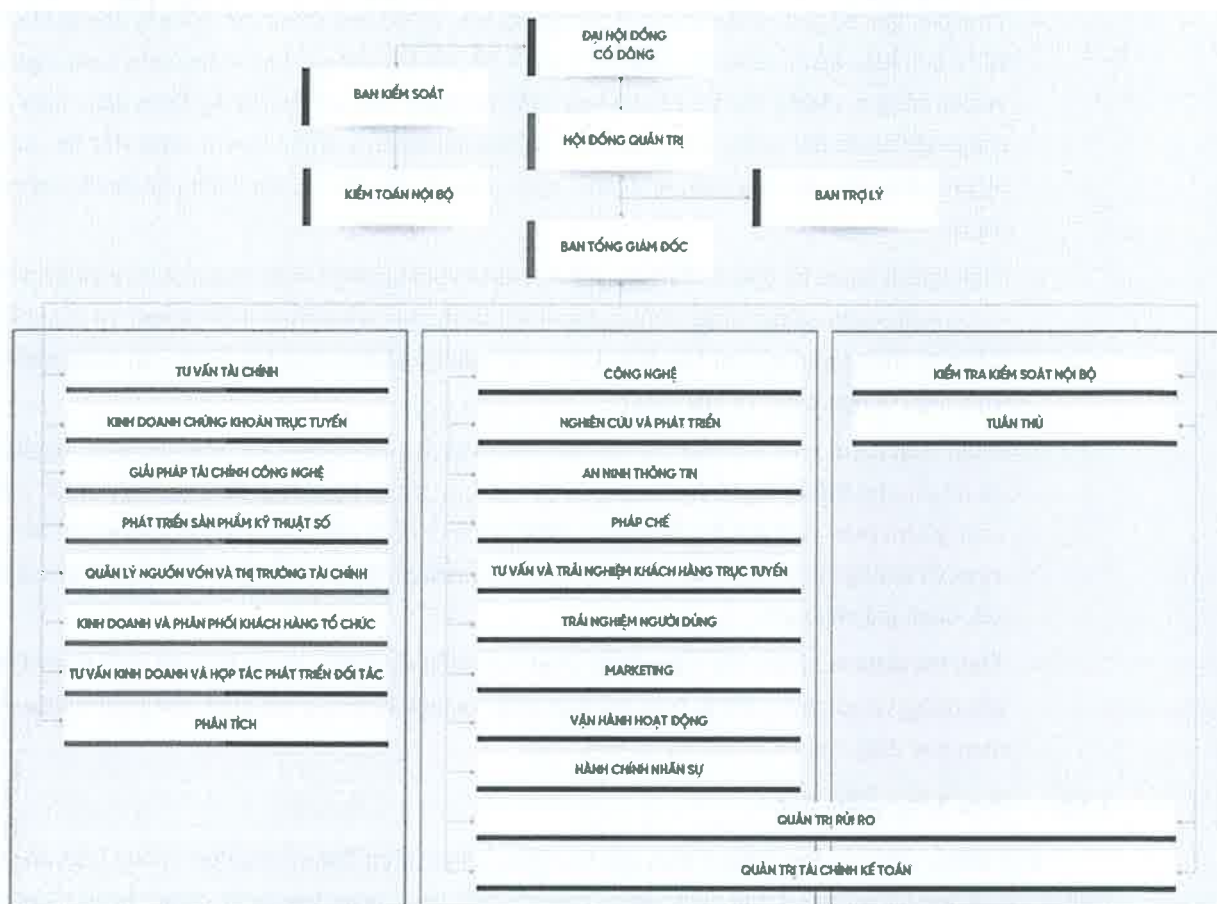 ĐẠI HỘI ĐỒNG
CỔ ĐÔNG
BAN KIỂM SOÁT
HỘI ĐỒNG QUẢN TRỊ
KIỂM TOÁN NỘI BỘ
BAN TRỢ LÝ
BAN TỔNG GIÁM ĐỐC
TƯ VẤN TÀI CHÍNH
KINH DOANH CHỨNG KHOÁN TRỰC TUYẾN
GIẢI PHÁP TÀI CHÍNH CÔNG NGHỆ
PHÁT TRIỂN SẢN PHẨM KỸ THUẬT SỐ
QUẢN LÝ NGUỒN VỐN VÀ THỊ TRƯỜNG TÀI CHÍNH
KINH DOANH VÀ PHÂN PHỐI KHÁCH HÀNG TỔ CHỨC
TƯ VẤN KINH DOANH VÀ HỢP TÁC PHÁT TRIỂN ĐỐI TÁC
PHÂN TÍCH
CÔNG NGHỆ
NGHIÊN CỨU VÀ PHÁT TRIỂN
AN NINH THÔNG TIN
PHÁP CHẾ
TƯ VẤN VÀ TRẢI NGHIỆM KHÁCH HÀNG TRỰC TUYẾN
TRẢI NGHIỆM NGƯỜI DÙNG
MARKETING
VẬN HÀNH HOẠT ĐỘNG
HÀNH CHÍNH NHÂN SỰ
KIỂM TRA KIỂM SOÁT NỘI BỘ
TUÂN THỦ
QUẢN TRỊ RỦI RO
QUẢN TRỊ TÀI CHÍNH KẾ TOÁN